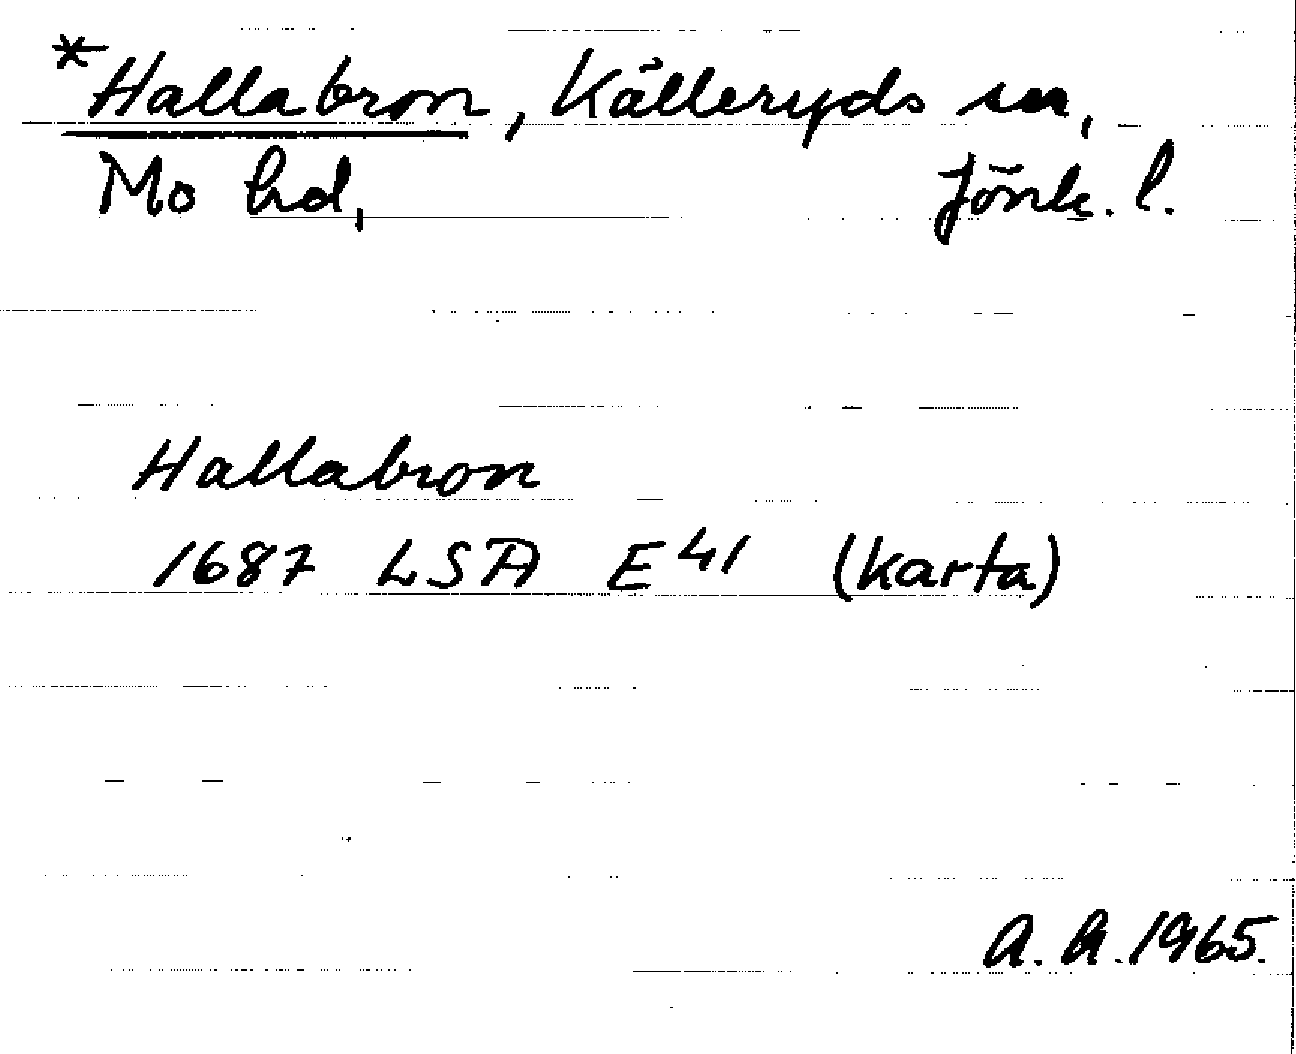 *Hallabron, Källeryds sn,
Mo hd, Jönk. l.
Hallabron
1687 LSA E41 (karta)
A. A. 1965.